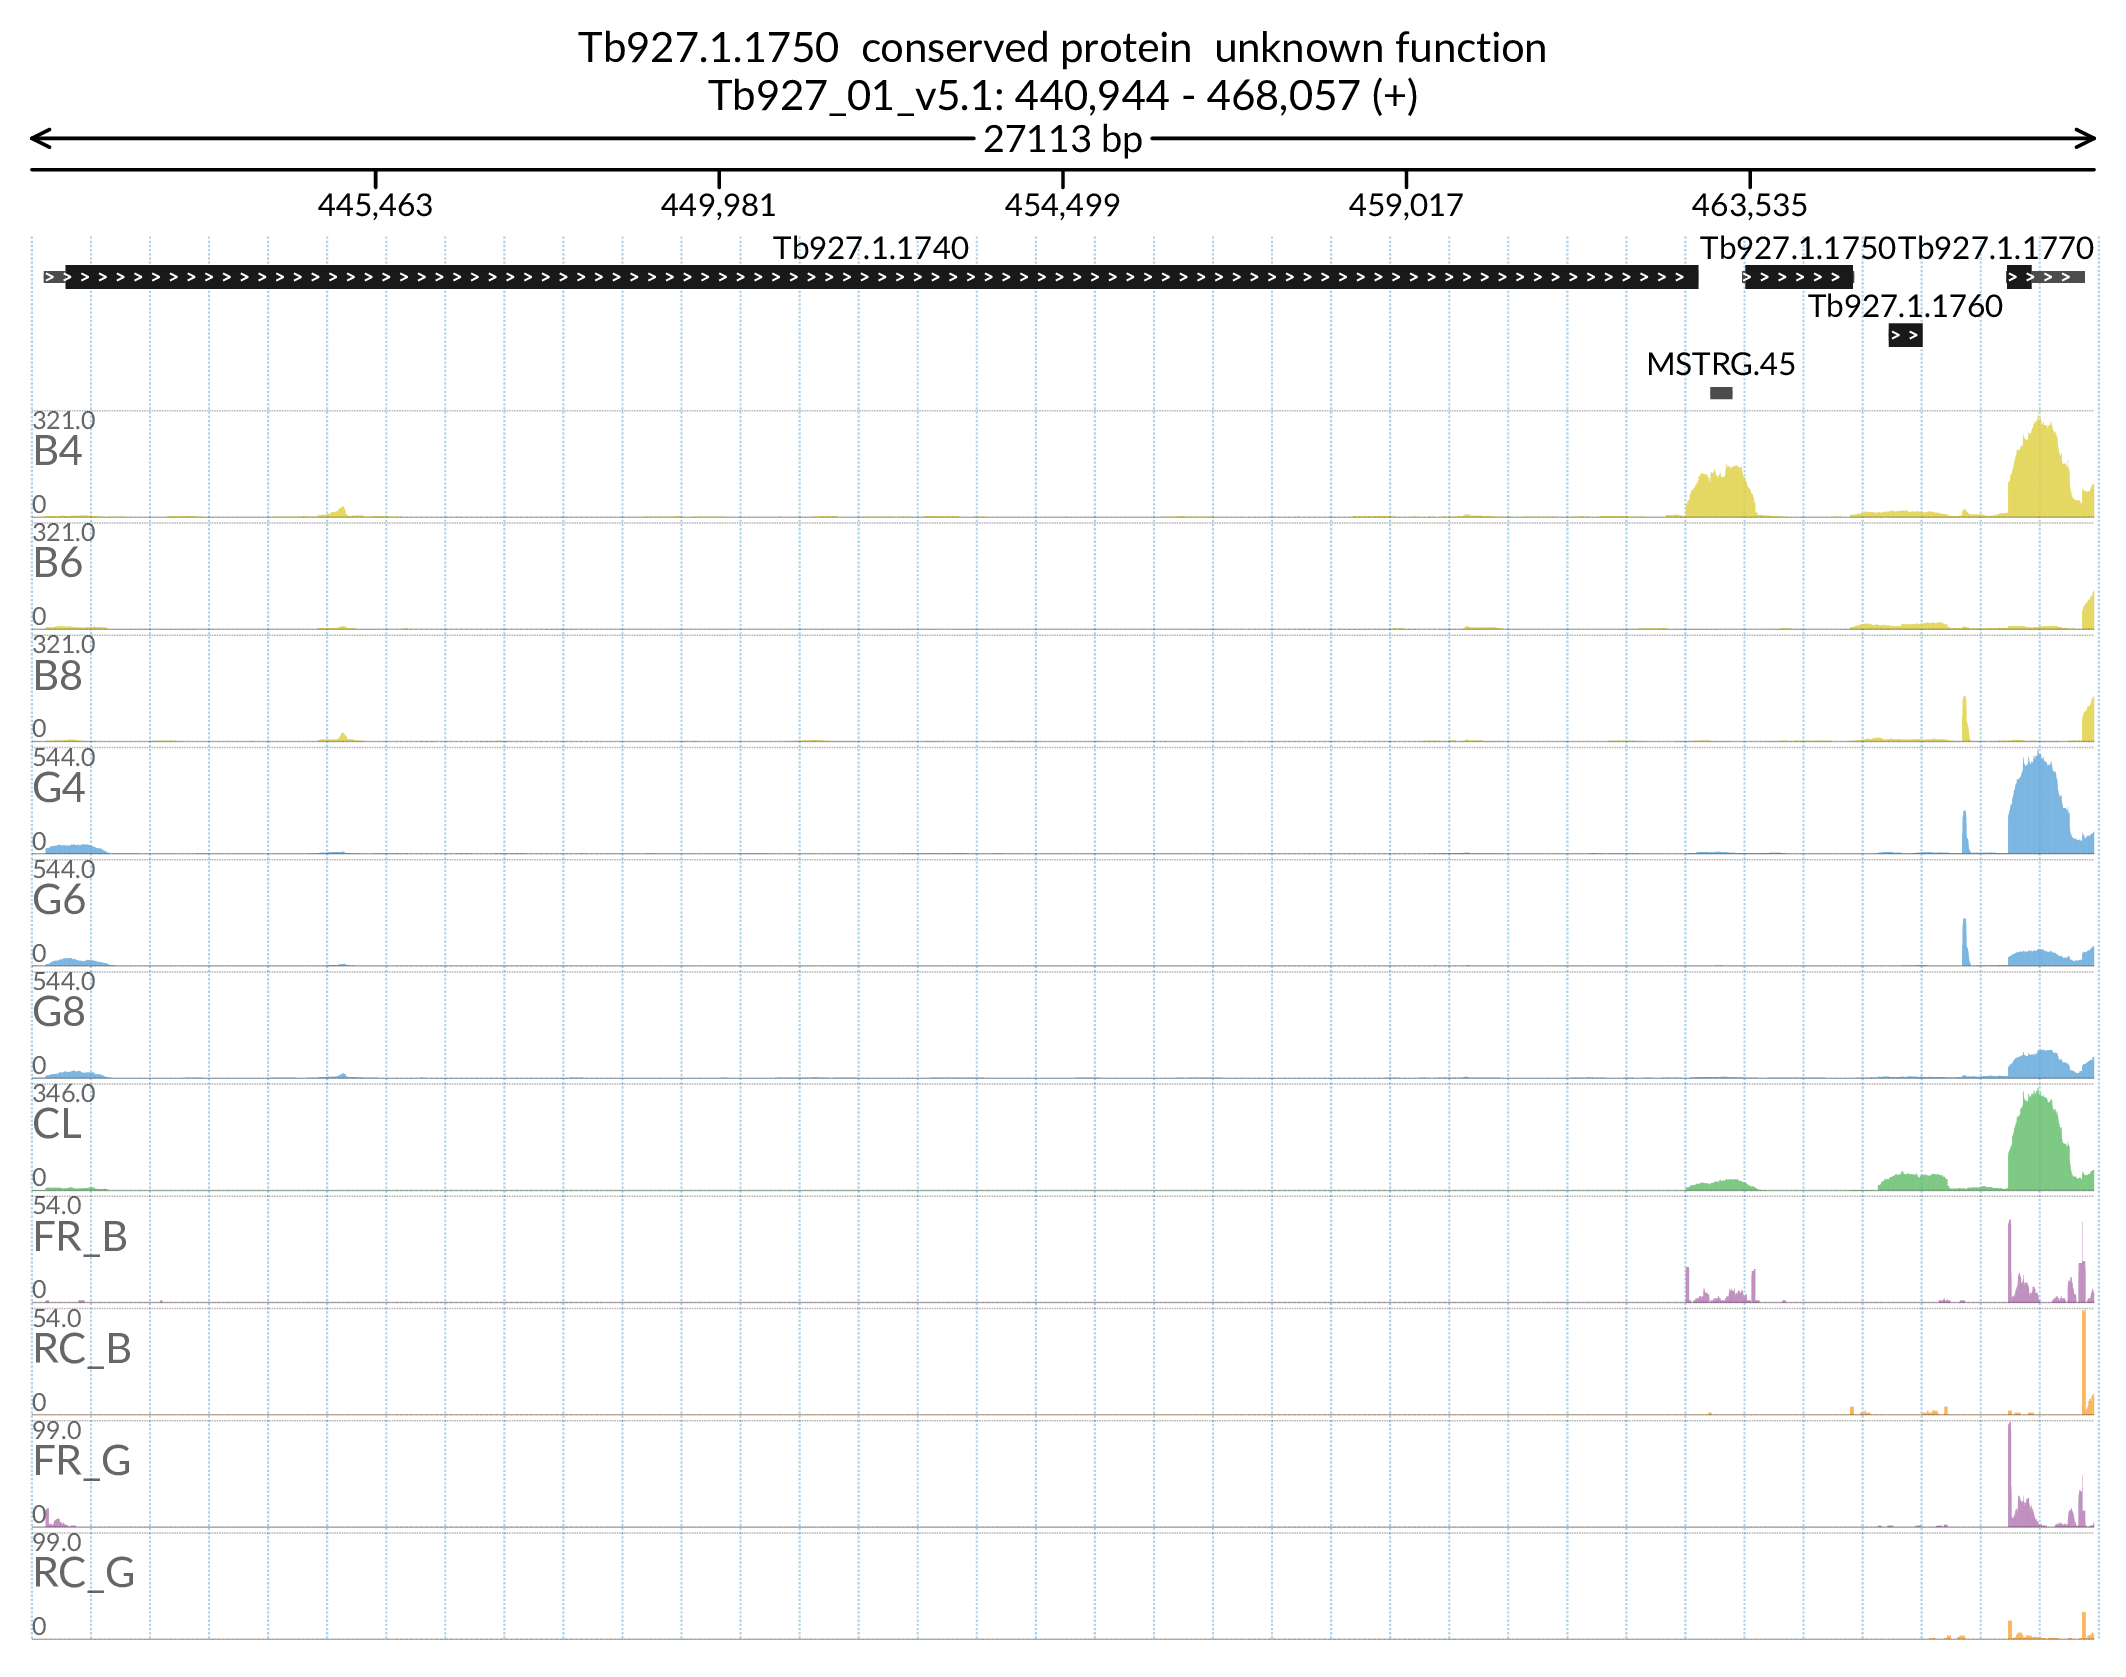 Tb927.1.1750  conserved protein  unknown function
Tb927_01_v5.1: 440,944 - 468,057 (+)
27113 bp
445,463 449,981 454,499 459,017 463,535
Tb927.1.1740 Tb927.1.1750 Tb927.1.1770
Tb927.1.1760
MSTRG.45
321.0
B4
0
321.0
B6
0
321.0
B8
0
544.0
G4
0
544.0
G6
0
544.0
G8
0
346.0
CL
0
54.0
FR_B
0
54.0
RC_B
0
99.0
FR_G
0
99.0
RC_G
0